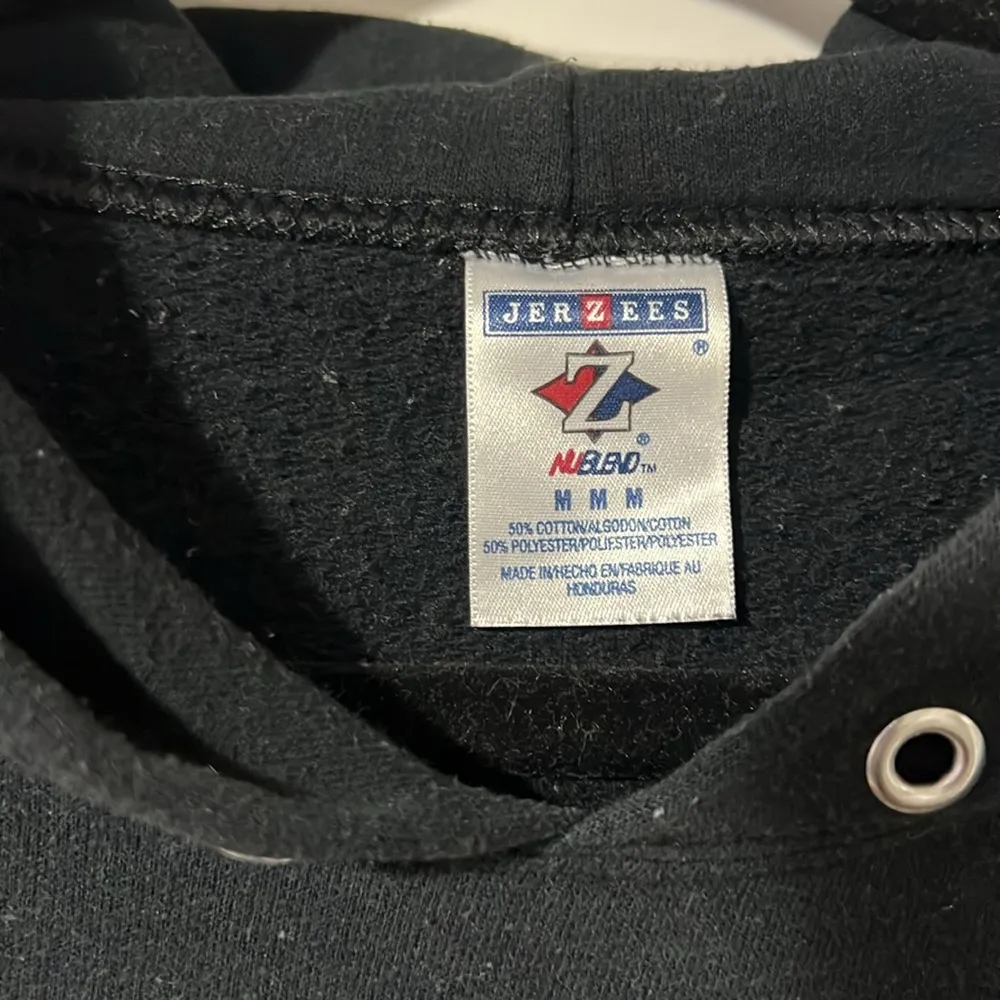 JERZEES
®
Z
®
NUBLEND™
M M M
50% COTTON/ALGODON/COTON
50% POLYESTER/POLIESTER/POLYESTER
MADE IN/HECHO EN/FABRIQUE AU
HONDURAS